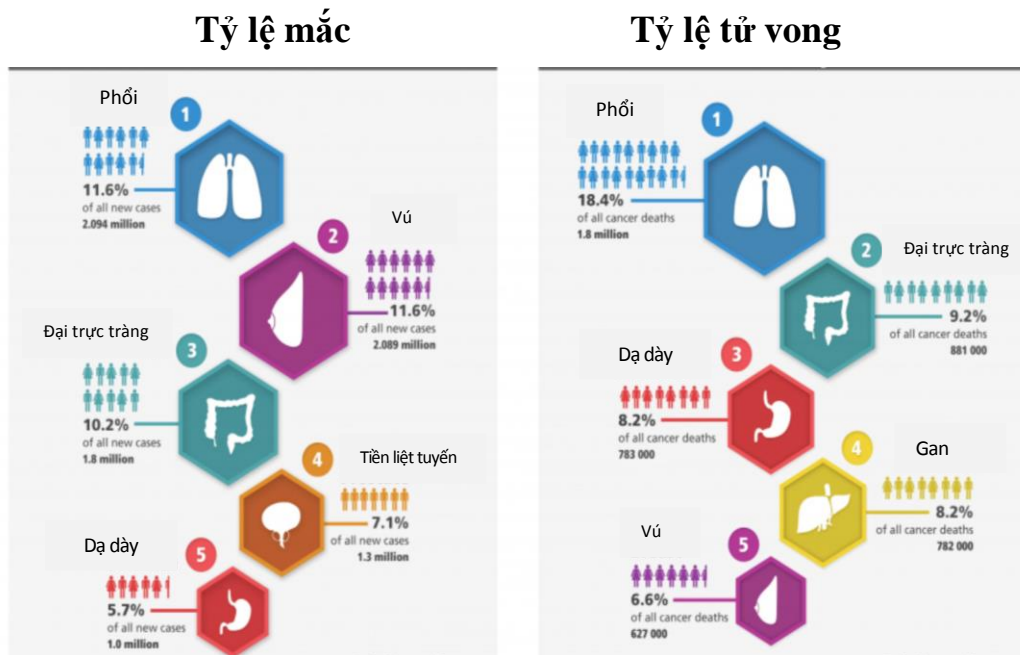 Tỷ lệ mắc
Phổi
1
11.6%
of all new cases
2.094 million
Vú
2
11.6%
of all new cases
2.089 million
Đại trực tràng
3
10.2%
of all new cases
1.8 million
Tiền liệt tuyến
4
7.1%
of all new cases
1.3 million
Dạ dày
5
5.7%
of all new cases
1.0 million
Tỷ lệ tử vong
Phổi
1
18.4%
of all cancer deaths
1.8 million
Đại trực tràng
2
9.2%
of all cancer deaths
881 000
Dạ dày
3
8.2%
of all cancer deaths
783 000
Gan
4
8.2%
of all cancer deaths
782 000
Vú
5
6.6%
of all cancer deaths
627 000